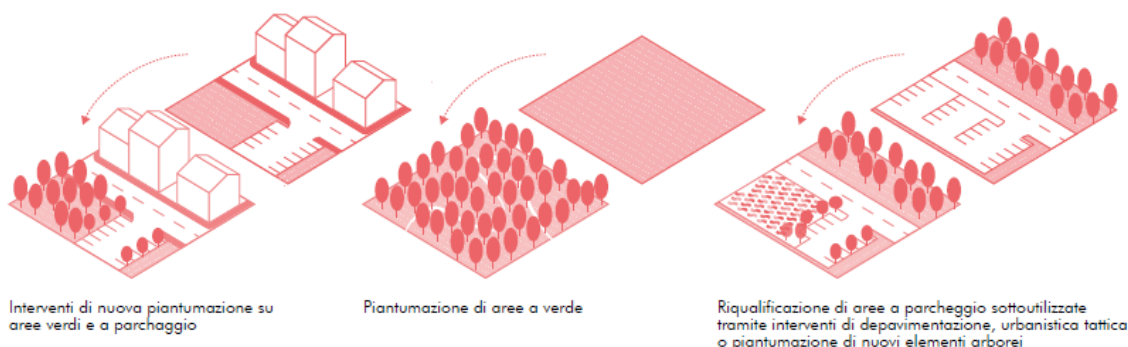 Interventi di nuova piantumazione su
aree verdi e a parchaggio
Piantumazione di aree a verde
Riqualificazione di aree a parcheggio sottoutilizzate
tramite interventi di depavimentazione, urbanistica tattica
o piantumazione di nuovi elementi arborei